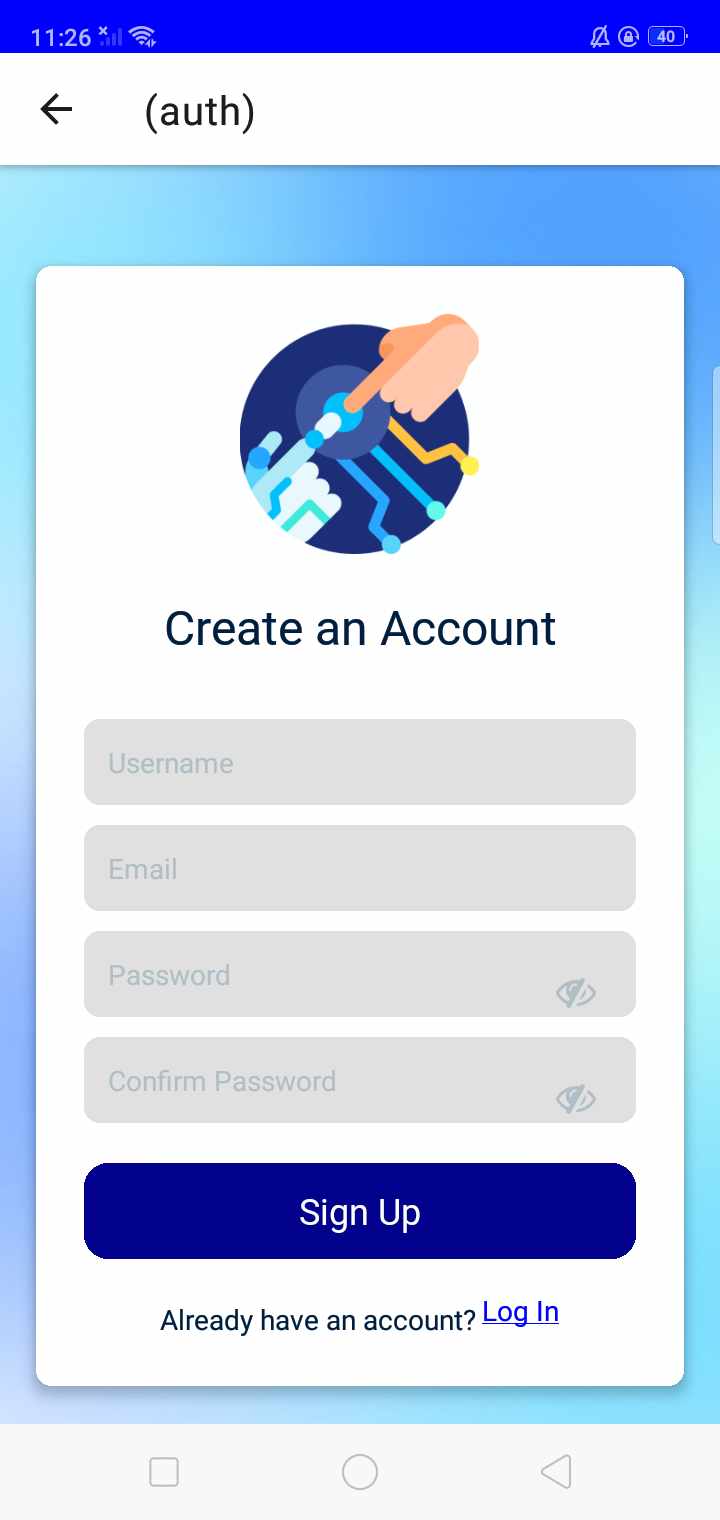 11:26
40
(auth)
Create an Account
Username
Email
Password
Confirm Password
Sign Up
Already have an account? Log In